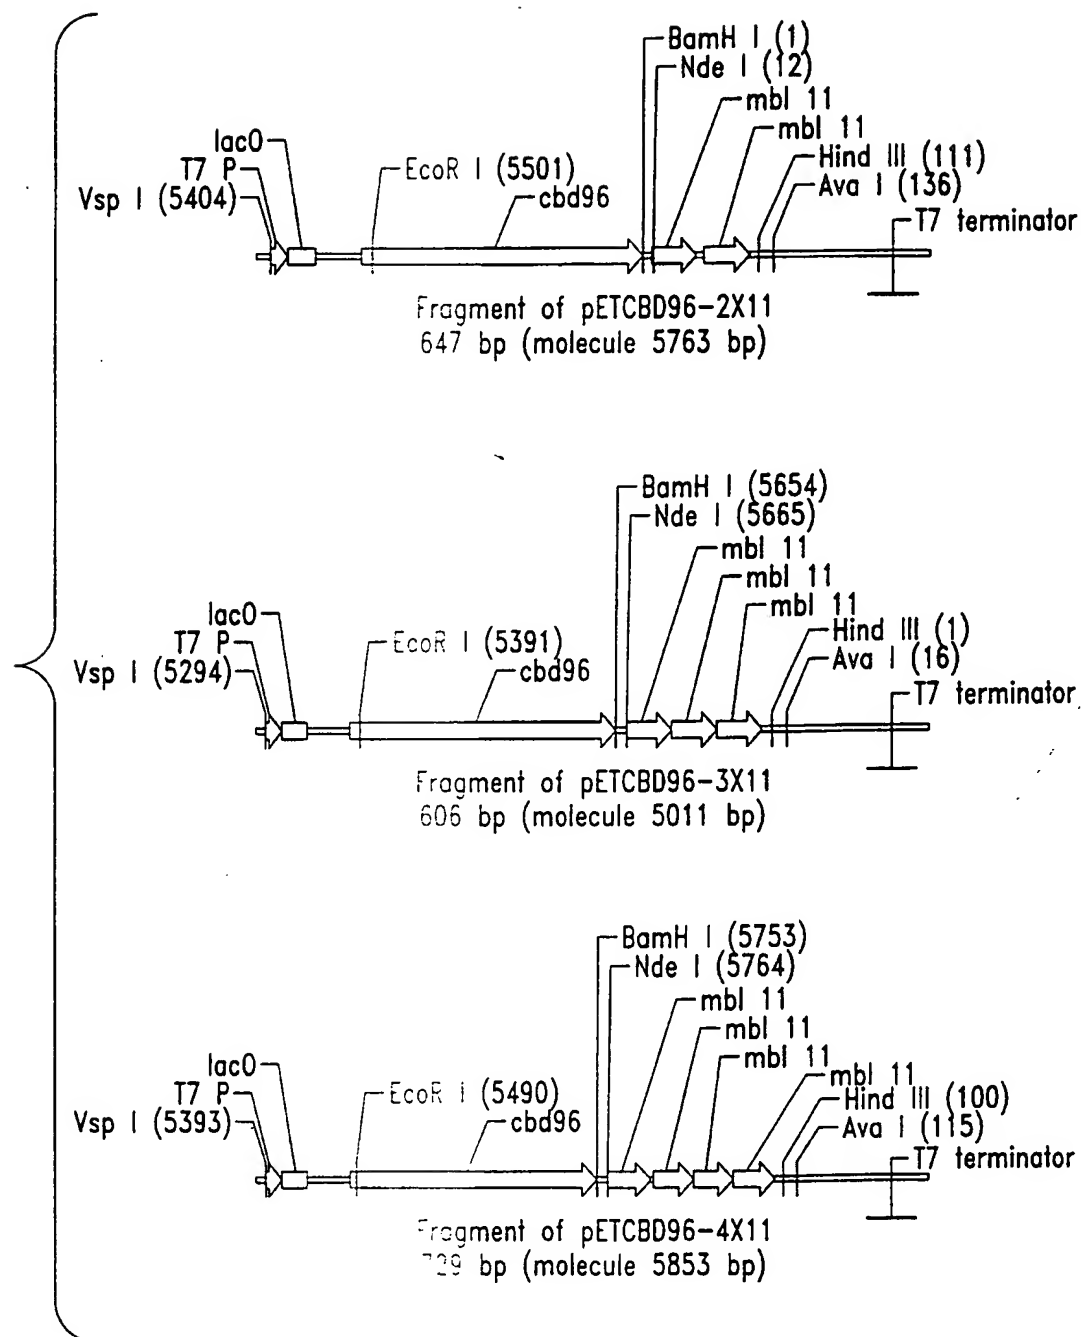 BamH I (1)
Nde I (12)
mbl 11
mbl 11
lacO
T7 P
Vsp I (5404)
EcoR I (5501)
cbd96
Hind III (111)
Ava I (136)
T7 terminator
Fragment of pETCBD96-2X11
647 bp (molecule 5763 bp)
BamH I (5654)
Nde I (5665)
mbl 11
mbl 11
mbl 11
lacO
T7 P
Vsp I (5294)
EcoR I (5391)
cbd96
Hind III (1)
Ava I (16)
T7 terminator
Fragment of pETCBD96-3X11
606 bp (molecule 5011 bp)
BamH I (5753)
Nde I (5764)
mbl 11
mbl 11
mbl 11
mbl 11
lacO
T7 P
Vsp I (5393)
EcoR I (5490)
cbd96
Hind III (100)
Ava I (115)
T7 terminator
Fragment of pETCBD96-4X11
729 bp (molecule 5853 bp)